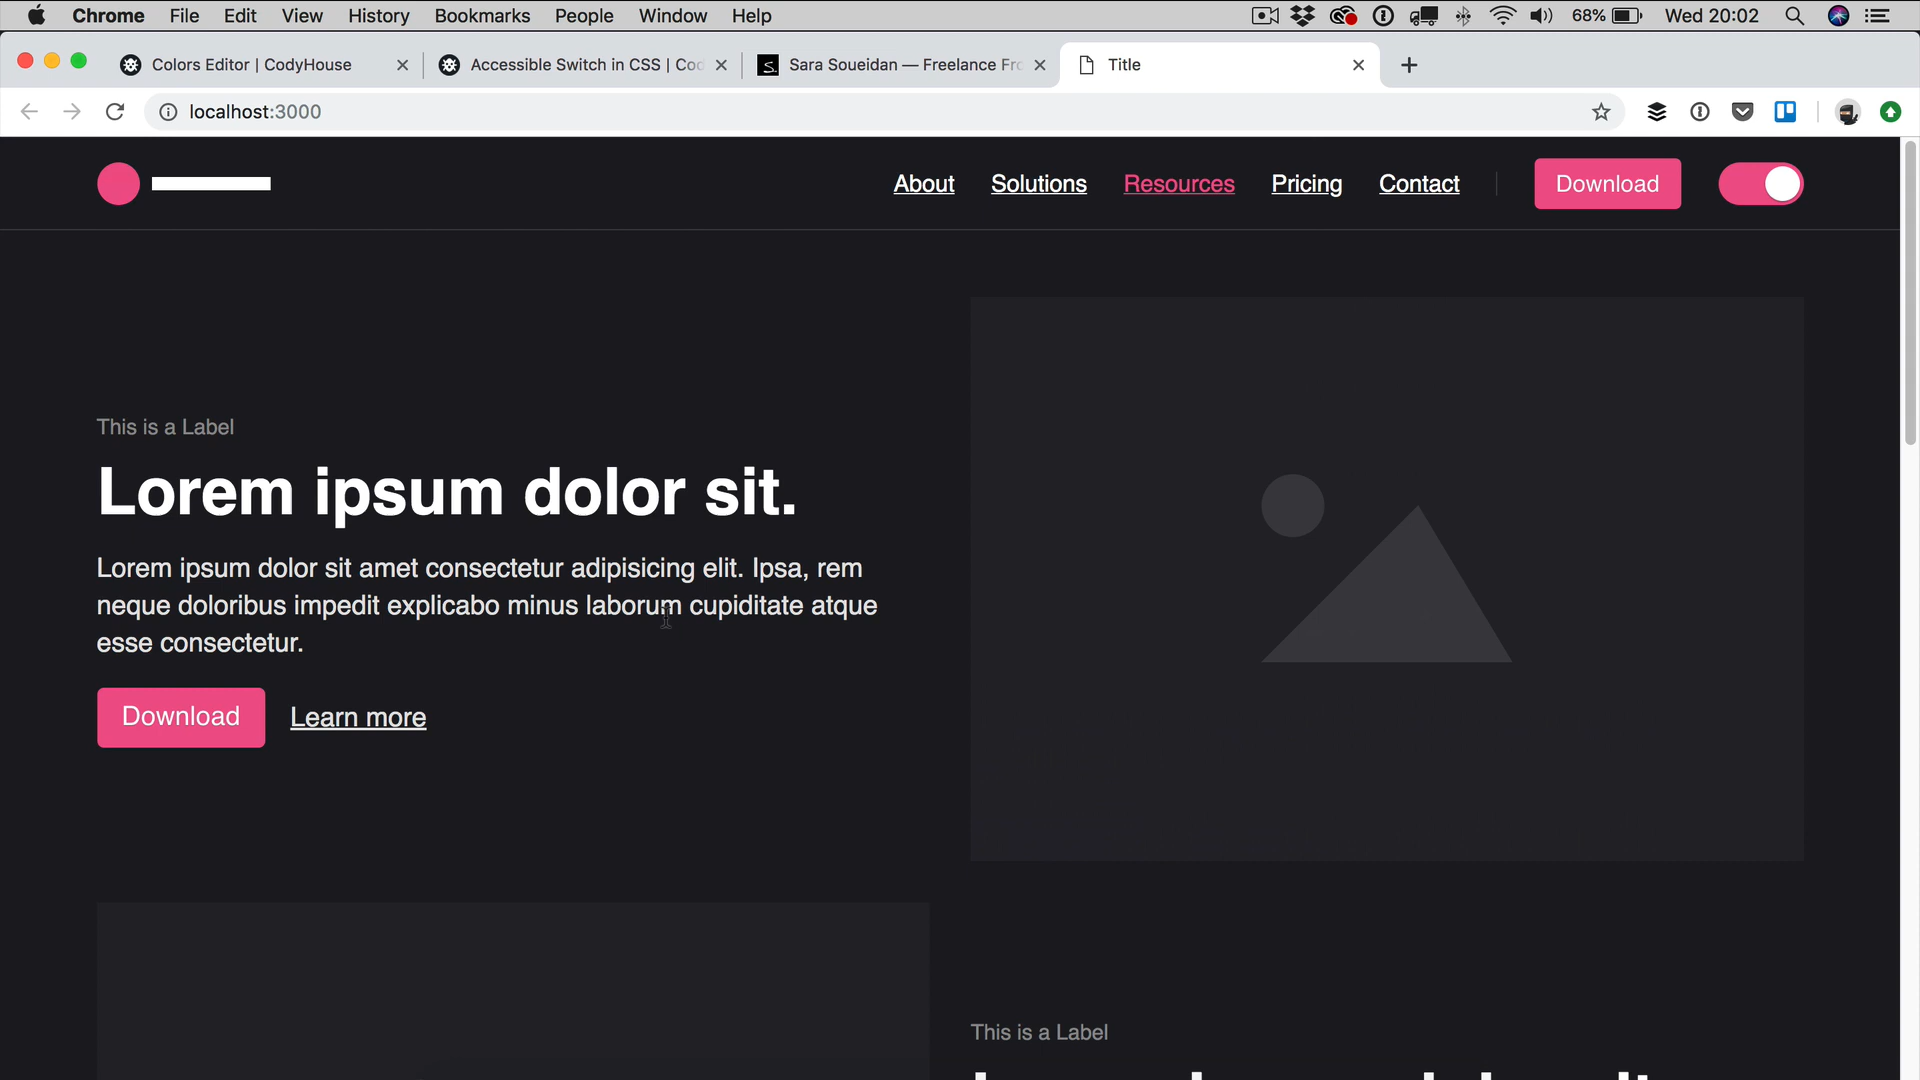 Chrome File Edit View History Bookmarks People Window Help 68% Wed 20:02
Colors Editor | CodyHouse Accessible Switch in CSS | Co Sara Soueidan — Freelance Fr Title
localhost:3000
About Solutions Resources Pricing Contact Download
This is a Label
Lorem ipsum dolor sit.
Lorem ipsum dolor sit amet consectetur adipisicing elit. Ipsa, rem
neque doloribus impedit explicabo minus laborum cupiditate atque
esse consectetur.
Download Learn more
This is a Label